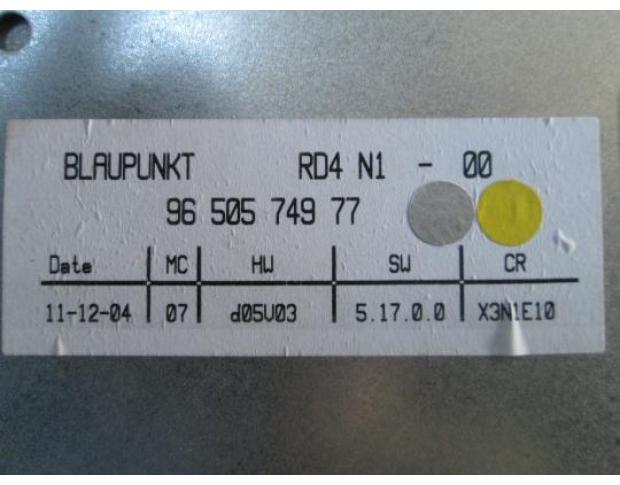 BLAUPUNKT RD4 N1 - 00
96 505 749 77
Date MC HW SW CR
11-12-04 07 d05V03 5.17.0.0 X3N1E10